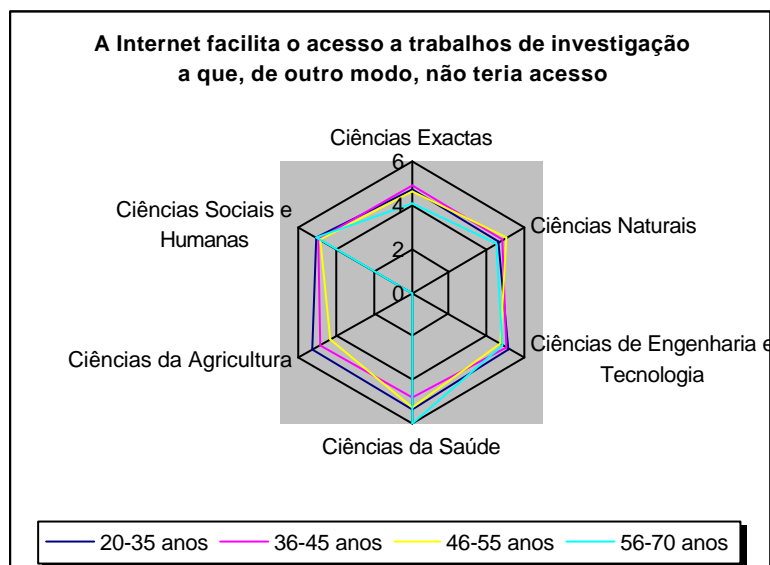 A Internet facilita o acesso a trabalhos de investigação
a que, de outro modo, não teria acesso
Ciências Exactas
6
4
2
0
Ciências Naturais
Ciências de Engenharia e
Tecnologia
Ciências da Saúde
Ciências da Agricultura
Ciências Sociais e
Humanas
20-35 anos 36-45 anos 46-55 anos 56-70 anos